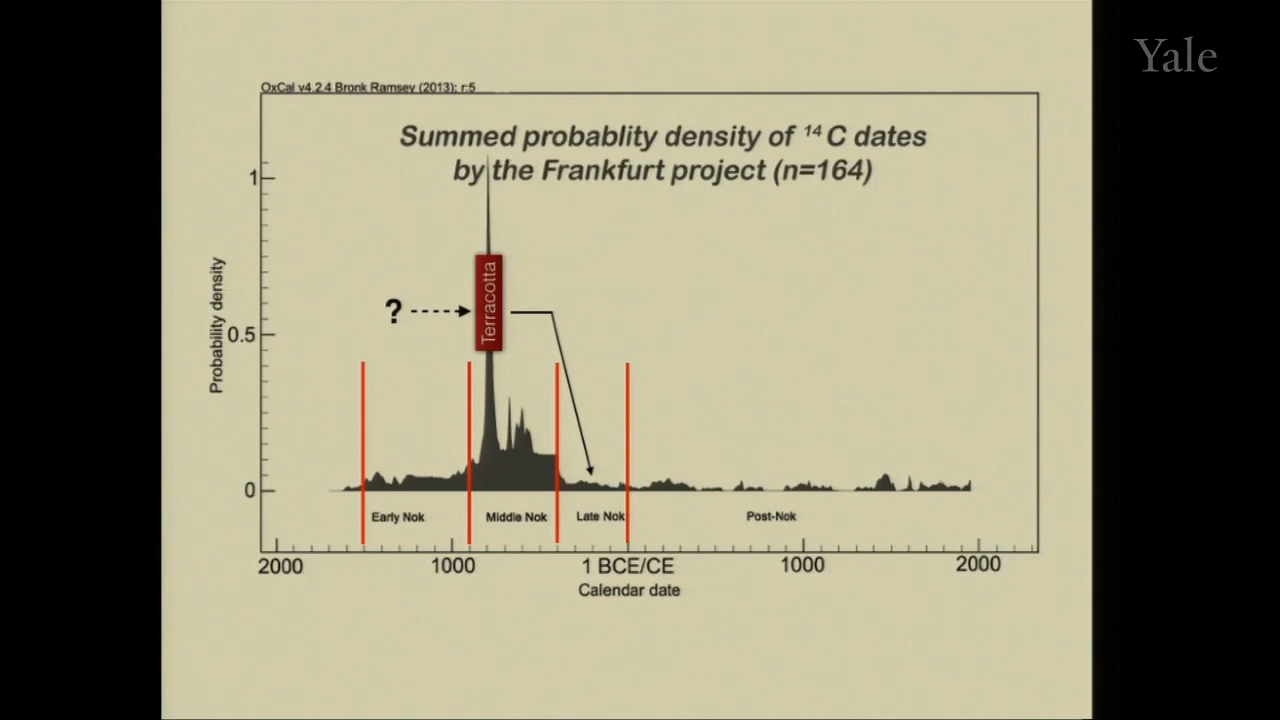 Yale
OxCal v4.2.4 Bronk Ramsey (2013); r:5
Summed probablity density of 14 C dates
by the Frankfurt project (n=164)
1
Terracotta
?
Probability density
0.5
0
Early Nok
Middle Nok
Late Nok
Post-Nok
2000
1000
1 BCE/CE
1000
2000
Calendar date